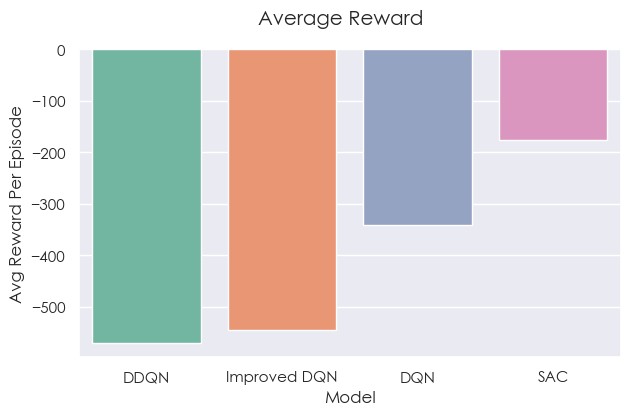 Average Reward
0
−100
−200
−300
−400
−500
Avg Reward Per Episode
DDQN
Improved DQN
DQN
SAC
Model